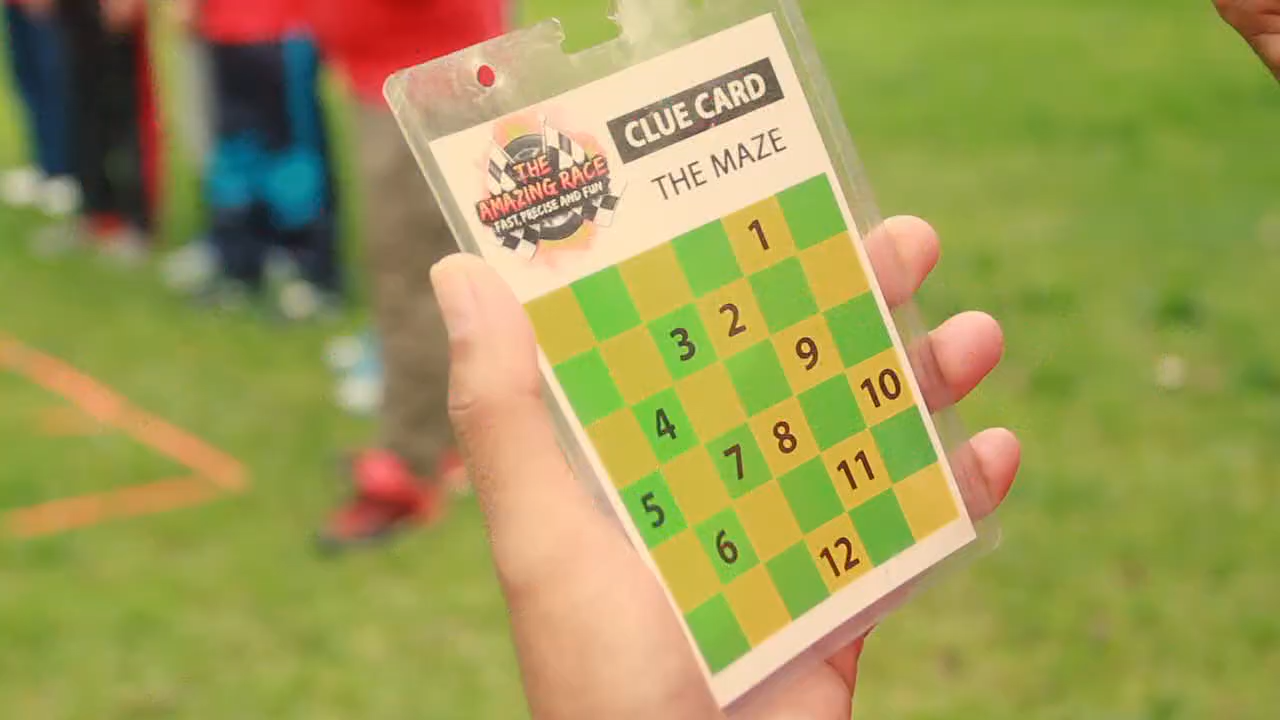 CLUE CARD
THE MAZE
THE
AMAZING RACE
FAST, PRECISE AND FUN
1
3 2
4 9
5 7 8 10
6 11
12